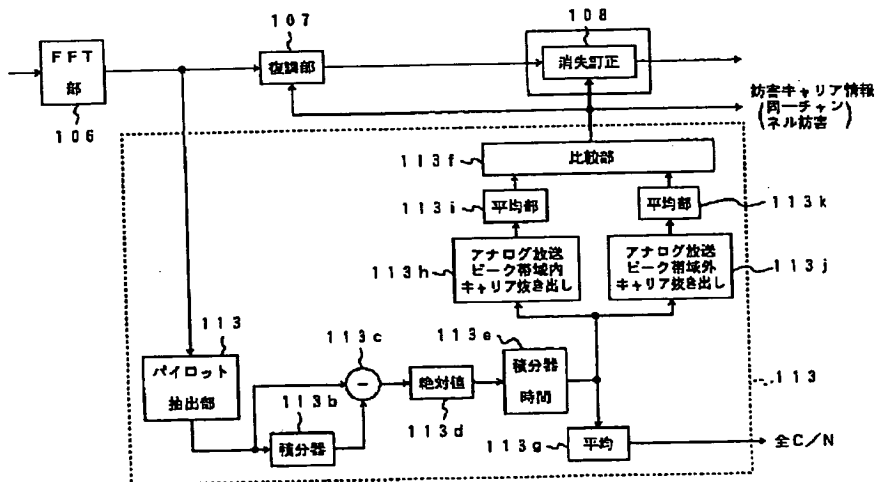 107
108
FFT
部
復調部
消失訂正
106
妨害キャリア情報
(同一チャン
ネル妨害)
113f
比較部
113i
平均部
平均部
113k
113h
アナログ放送
ピーク帯域内
キャリア抜き出し
アナログ放送
ピーク帯域外
キャリア抜き出し
113j
113
113c
113e
パイロット
抽出部
113b
−
絶対値
積分器
時間
113
積分器
113d
113g
平均
全C/N